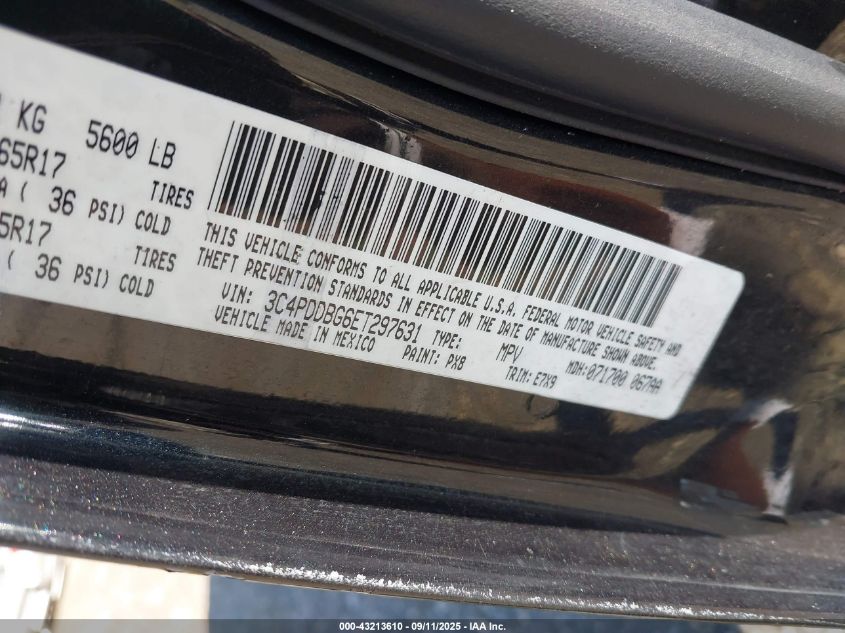 KG 5600 LB
65R17 TIRES
A ( 36 PSI) COLD
5R17 TIRES
( 36 PSI) COLD
THIS VEHICLE CONFORMS TO ALL APPLICABLE U.S.A. FEDERAL MOTOR VEHICLE SAFETY AND
THEFT PREVENTION STANDARDS IN EFFECT ON THE DATE OF MANUFACTURE SHOWN ABOVE.
VIN: 3C4PDDBG6ET297631 TYPE: MPV MDH:071700 067AA
VEHICLE MADE IN MEXICO PAINT: PX8 TRIM: E7X9
000-43213610 - 09/11/2025 - IAA Inc.